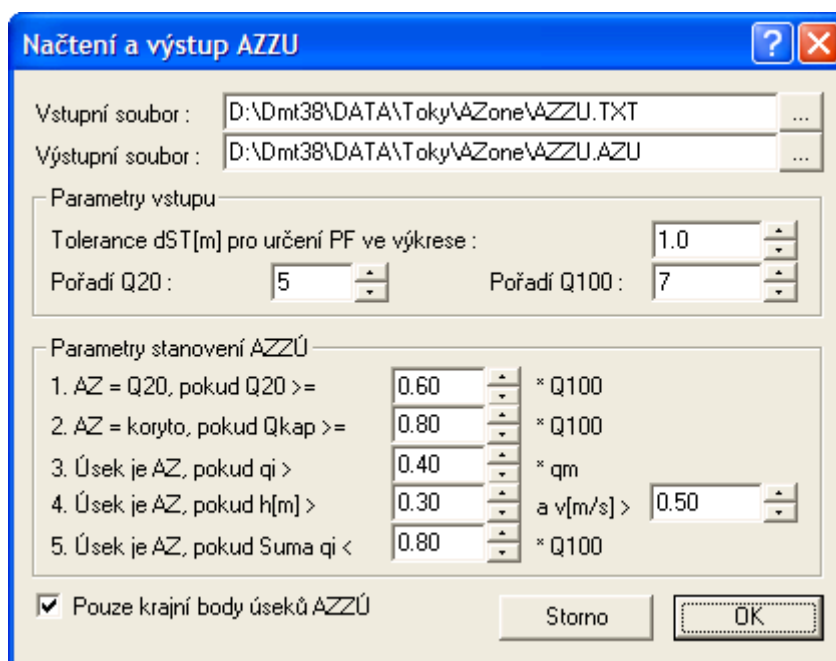 Načtení a výstup AZZU
Vstupní soubor : D:\Dmt38\DATA\Toky\AZone\AZZU.TXT ...
Výstupní soubor : D:\Dmt38\DATA\Toky\AZone\AZZU.AZU ...
Parametry vstupu
Tolerance dST[m] pro určení PF ve výkrese : 1.0
Pořadí Q20 : 5 Pořadí Q100 : 7
Parametry stanovení AZZÚ
1. AZ = Q20, pokud Q20 >= 0.60 * Q100
2. AZ = koryto, pokud Qkap >= 0.80 * Q100
3. Úsek je AZ, pokud qi > 0.40 * qm
4. Úsek je AZ, pokud h[m] > 0.30 a v[m/s] > 0.50
5. Úsek je AZ, pokud Suma qi < 0.80 * Q100
Pouze krajní body úseků AZZÚ Storno OK